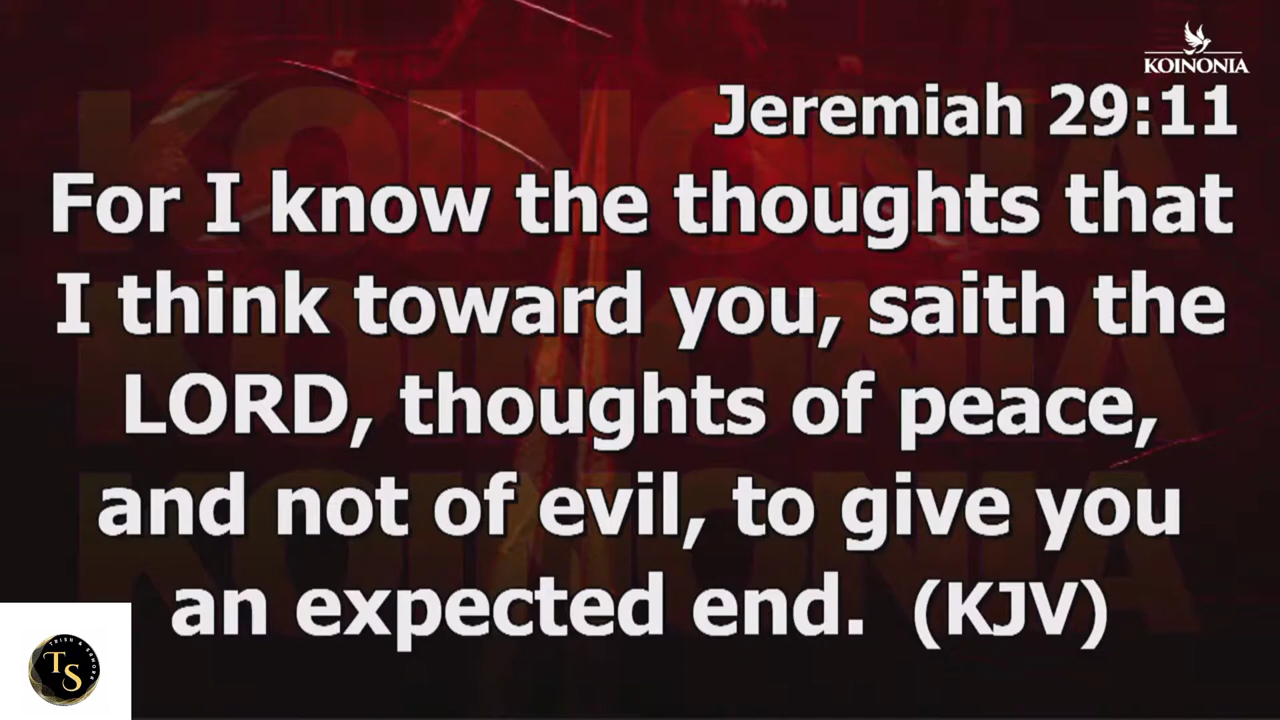 KOINONIA
Jeremiah 29:11
For I know the thoughts that
I think toward you, saith the
LORD, thoughts of peace,
and not of evil, to give you
an expected end. (KJV)
TS